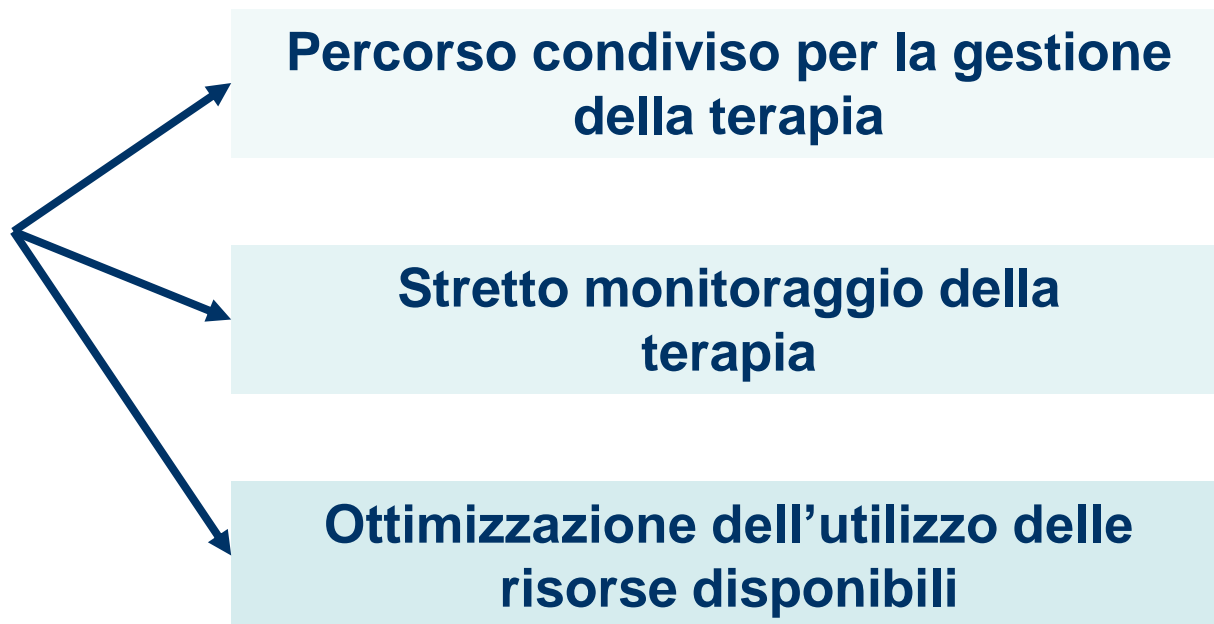 Percorso condiviso per la gestione
della terapia
Stretto monitoraggio della
terapia
Ottimizzazione dell’utilizzo delle
risorse disponibili